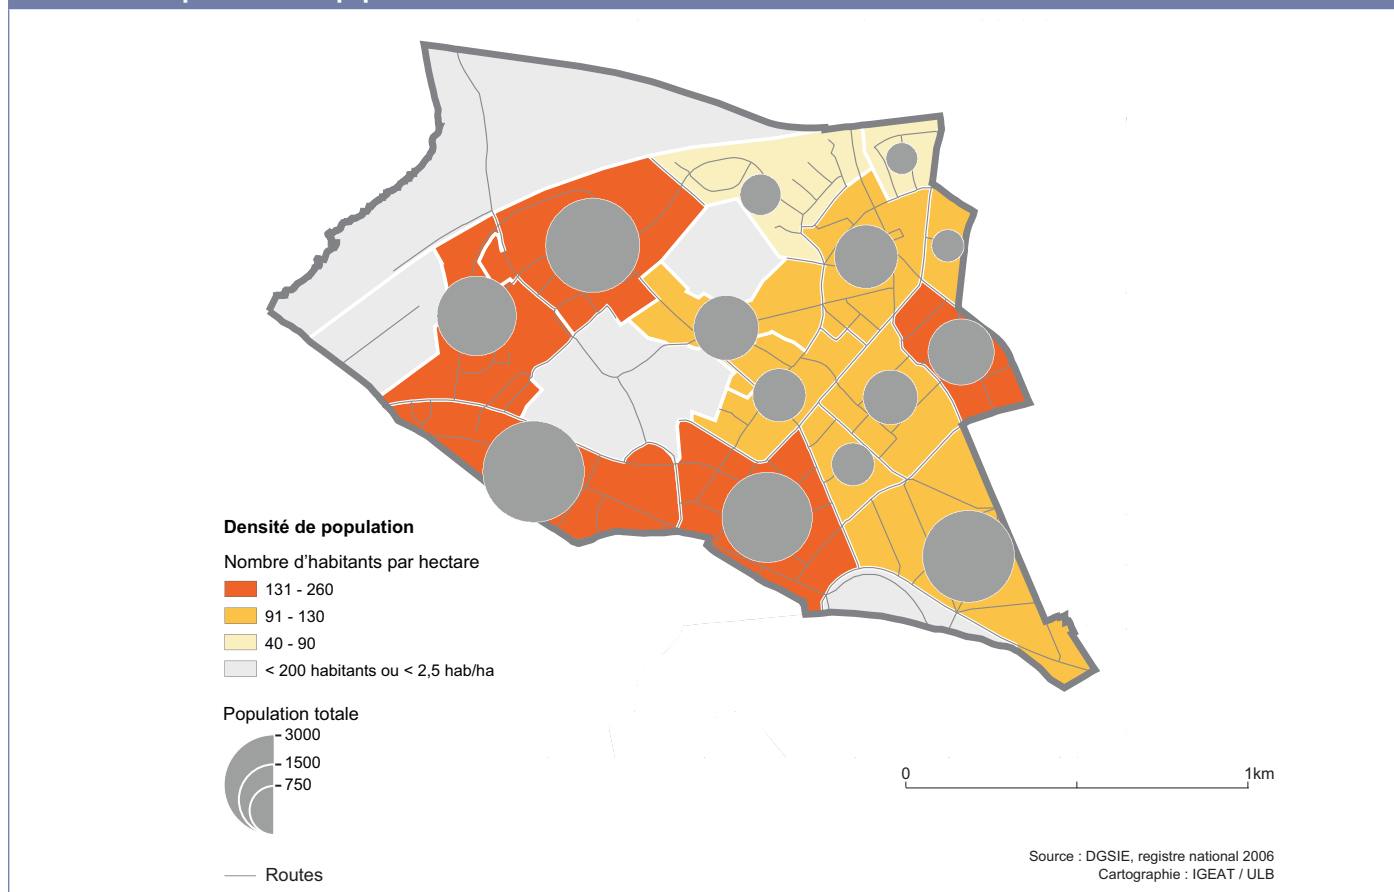 Densité de population
Nombre d'habitants par hectare
131 - 260
91 - 130
40 - 90
< 200 habitants ou < 2,5 hab/ha
Population totale
3000
1500
750
Routes
0
1km
Source : DGSIE, registre national 2006
Cartographie : IGEAT / ULB